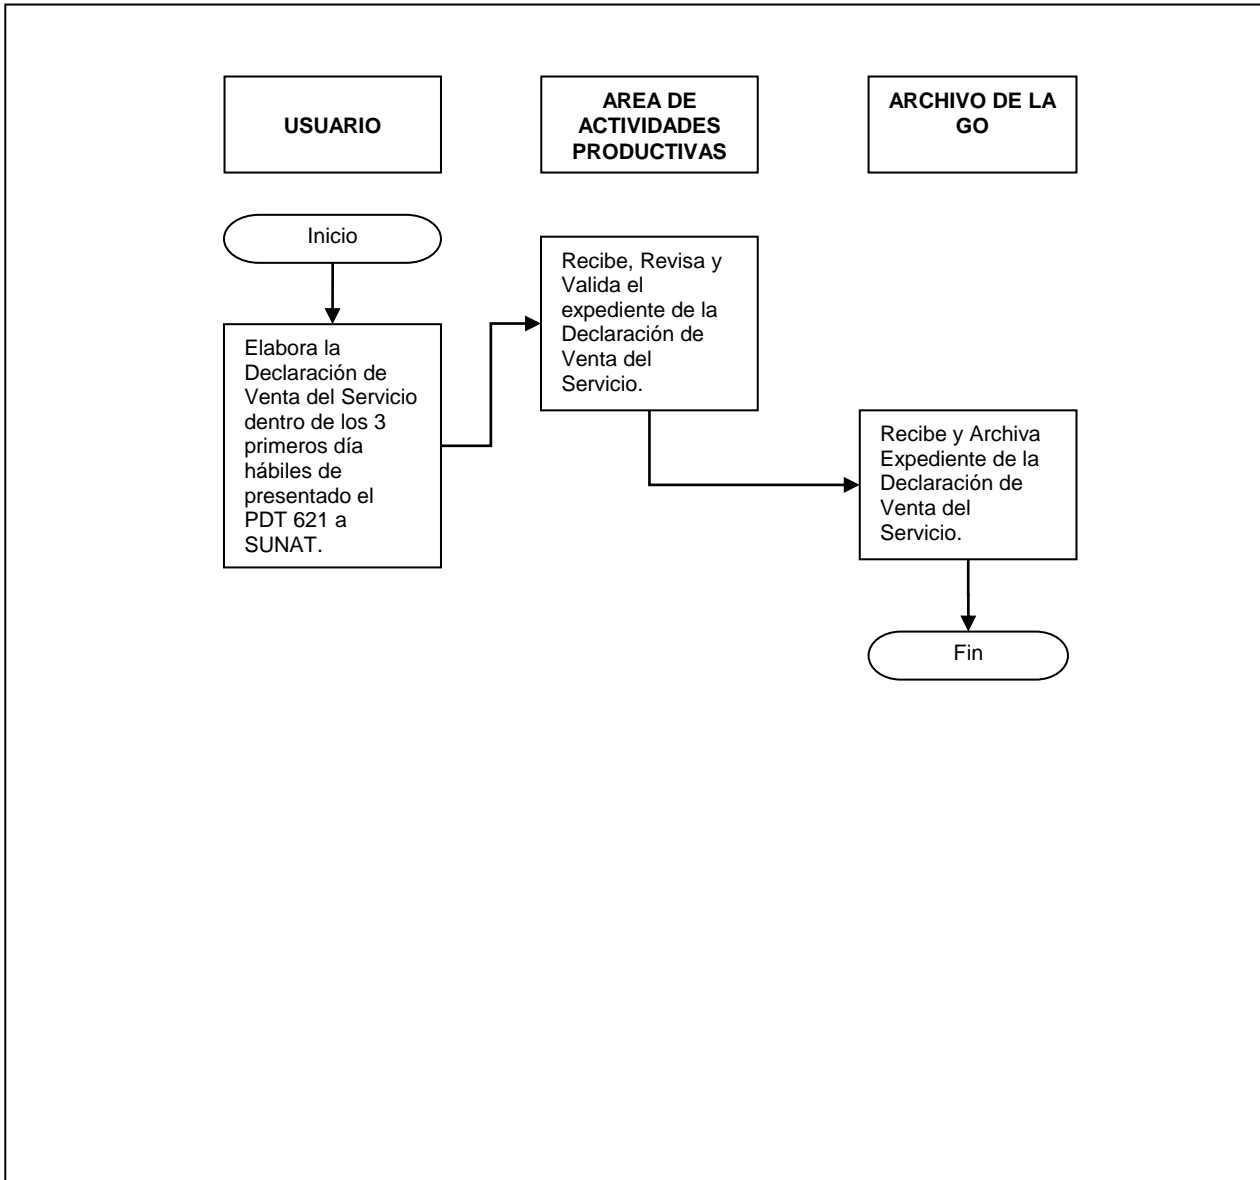 USUARIO
AREA DE
ACTIVIDADES
PRODUCTIVAS
ARCHIVO DE LA
GO
Inicio
Elabora la
Declaración de
Venta del Servicio
dentro de los 3
primeros día
hábiles de
presentado el
PDT 621 a
SUNAT.
Recibe, Revisa y
Valida el
expediente de la
Declaración de
Venta del
Servicio.
Recibe y Archiva
Expediente de la
Declaración de
Venta del
Servicio.
Fin